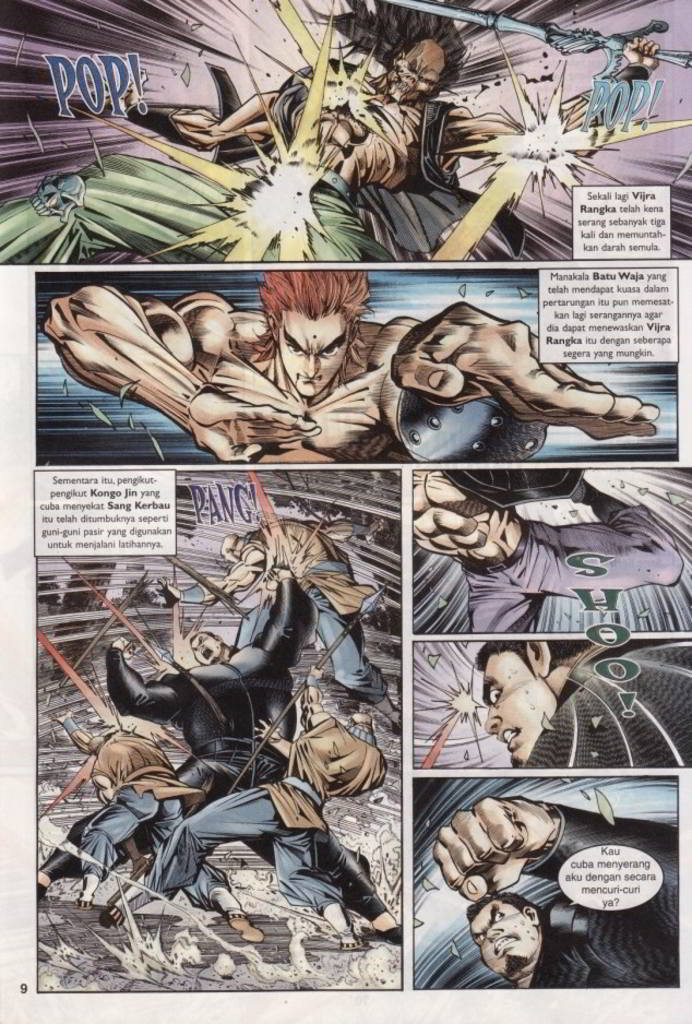 POP!
POP!
Sekali lagi Vijra
Rangka telah kena
serang sebanyak tiga
kali dan memuntah-
kan darah semula.
Manakala Batu Waja yang
telah mendapat kuasa dalam
pertarungan itu pun memesat-
kan lagi serangannya agar
dia dapat menewaskan Vijra
Rangka itu dengan seberapa
segera yang mungkin.
Sementara itu, pengikut-
pengikut Kongo Jin yang
cuba menyekat Sang Kerbau
itu telah ditumbuknya seperti
guni-guni pasir yang digunakan
untuk menjalani latihannya.
PANG!
SHOO!
Kau
cuba menyerang
aku dengan secara
mencuri-curi
ya?
9